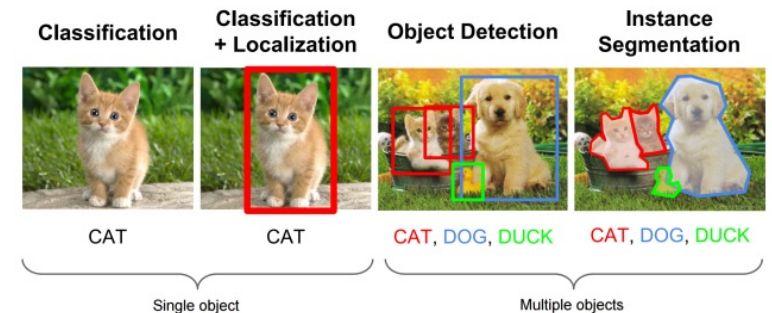 Classification
Classification
+ Localization
Object Detection
Instance
Segmentation
CAT
CAT
CAT, DOG, DUCK
CAT, DOG, DUCK
Single object
Multiple objects